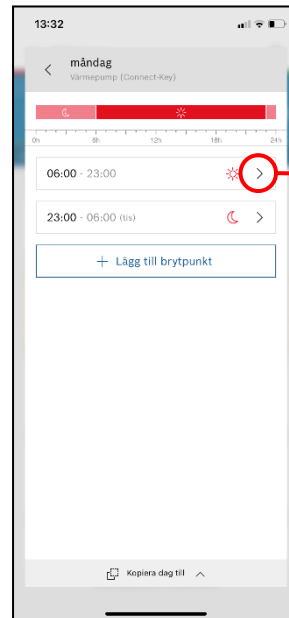 13:32
måndag
Värmepump (Connect-Key)
0h 6h 12h 18h 24h
06:00 - 23:00
23:00 - 06:00 (tis)
+ Lägg till brytpunkt
Kopiera dag till